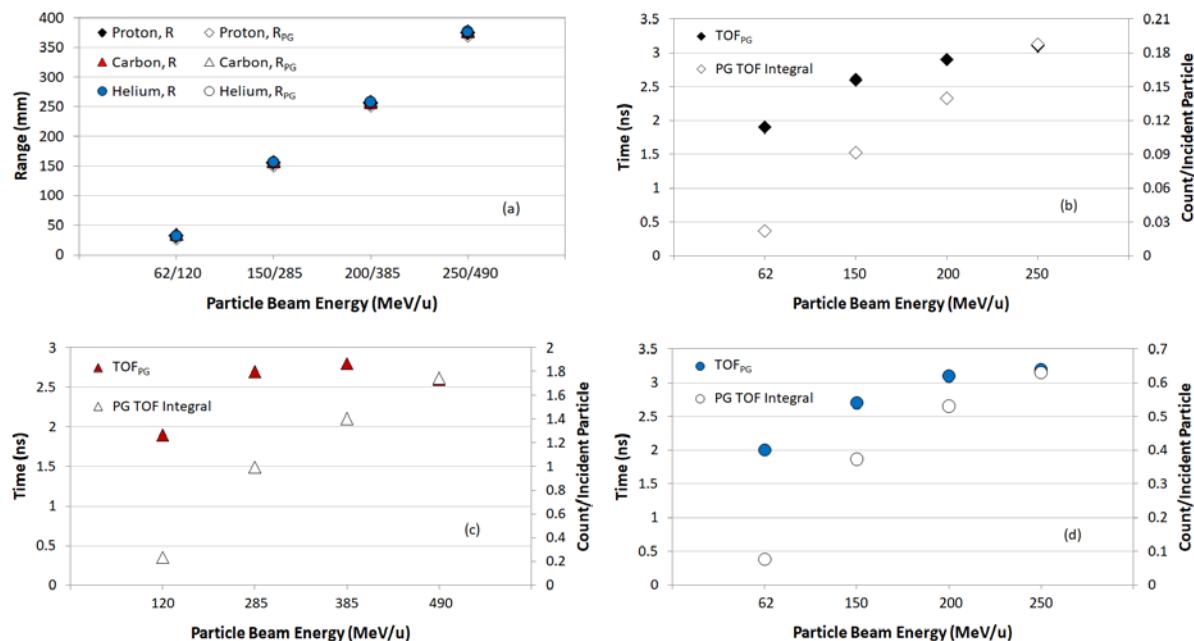 400
350
300
250
200
150
100
50
0
Range (mm)
Proton, R
Proton, RPG
Carbon, R
Carbon, RPG
Helium, R
Helium, RPG
(a)
62/120 150/285 200/385 250/490
Particle Beam Energy (MeV/u)
3.5
3
2.5
2
1.5
1
0.5
0
Time (ns)
TOFPG
PG TOF Integral
(b)
0.21
0.18
0.15
0.12
0.09
0.06
0.03
0
Count/Incident Particle
62 150 200 250
Particle Beam Energy (MeV/u)
3
2.5
2
1.5
1
0.5
0
Time (ns)
TOFPG
PG TOF Integral
(c)
2
1.8
1.6
1.4
1.2
1
0.8
0.6
0.4
0.2
0
Count/Incident Particle
120 285 385 490
Particle Beam Energy (MeV/u)
3.5
3
2.5
2
1.5
1
0.5
0
Time (ns)
TOFPG
PG TOF Integral
(d)
0.7
0.6
0.5
0.4
0.3
0.2
0.1
0
Count/Incident Particle
62 150 200 250
Particle Beam Energy (MeV/u)